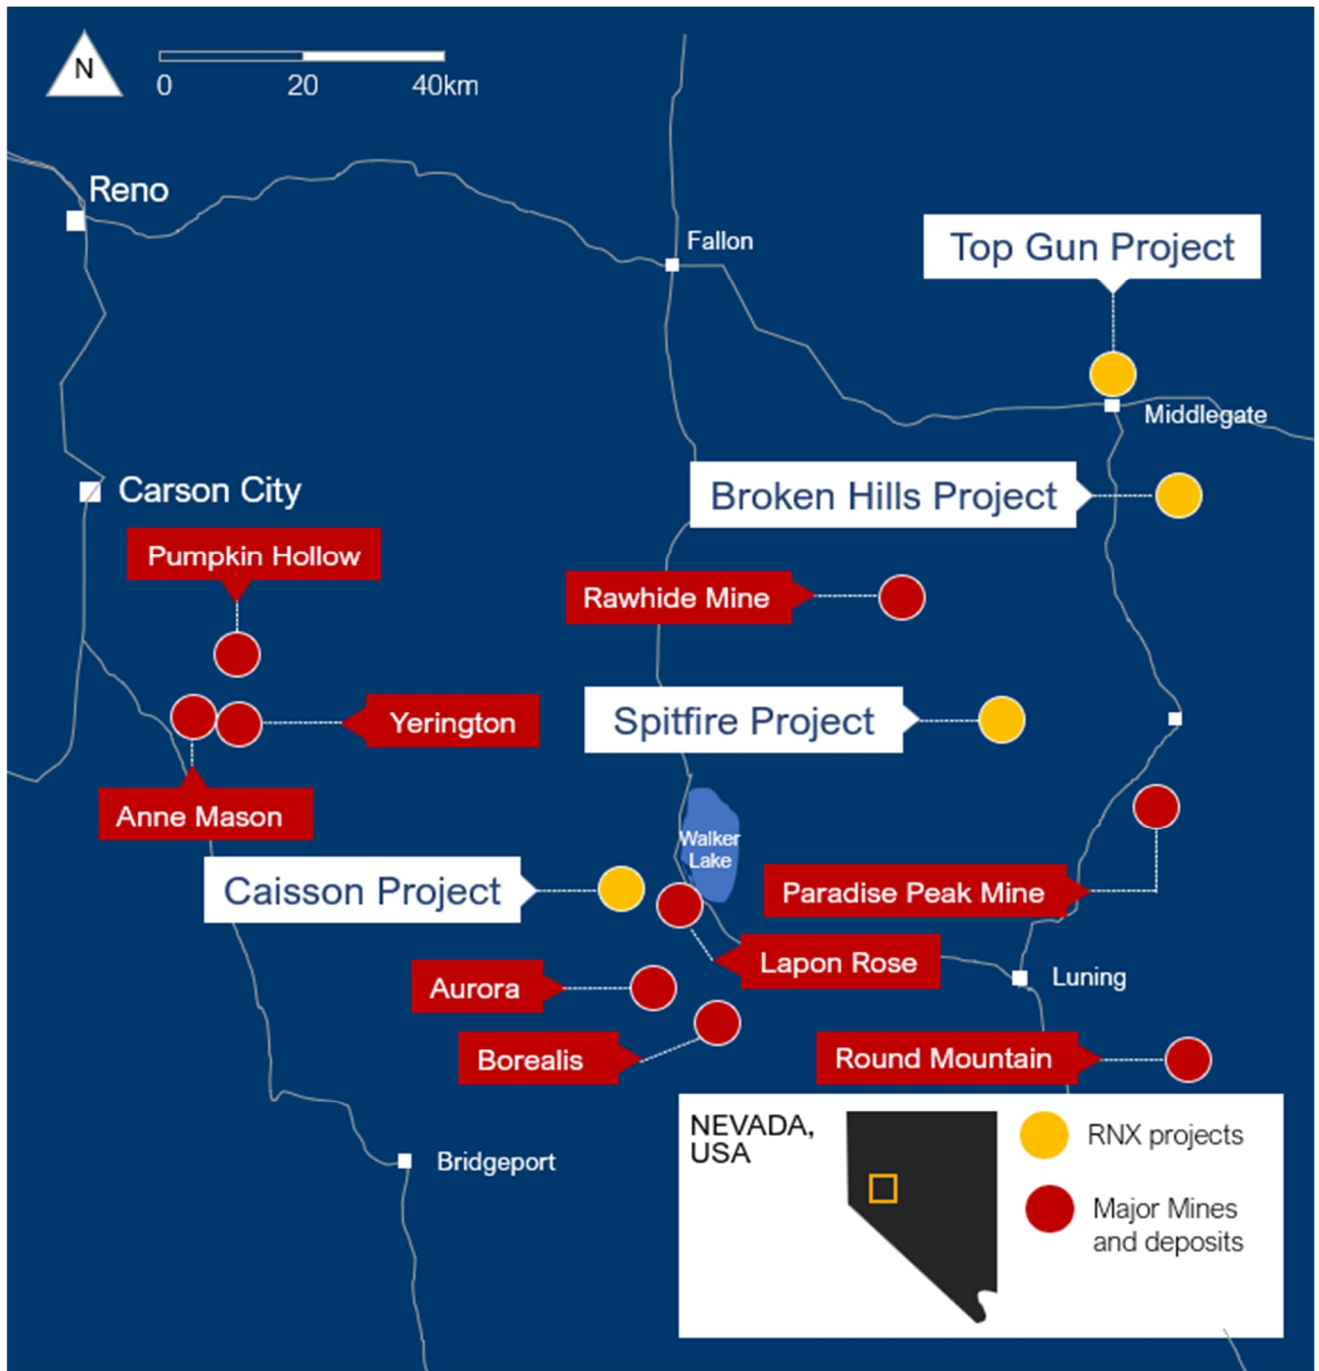 N
0 20 40km
Reno
Fallon
Top Gun Project
Middlegate
Carson City
Broken Hills Project
Pumpkin Hollow
Rawhide Mine
Spitfire Project
Yerington
Anne Mason
Walker
Lake
Caisson Project
Paradise Peak Mine
Lapon Rose
Luning
Aurora
Borealis
Round Mountain
NEVADA,
USA
RNX projects
Major Mines
and deposits
Bridgeport